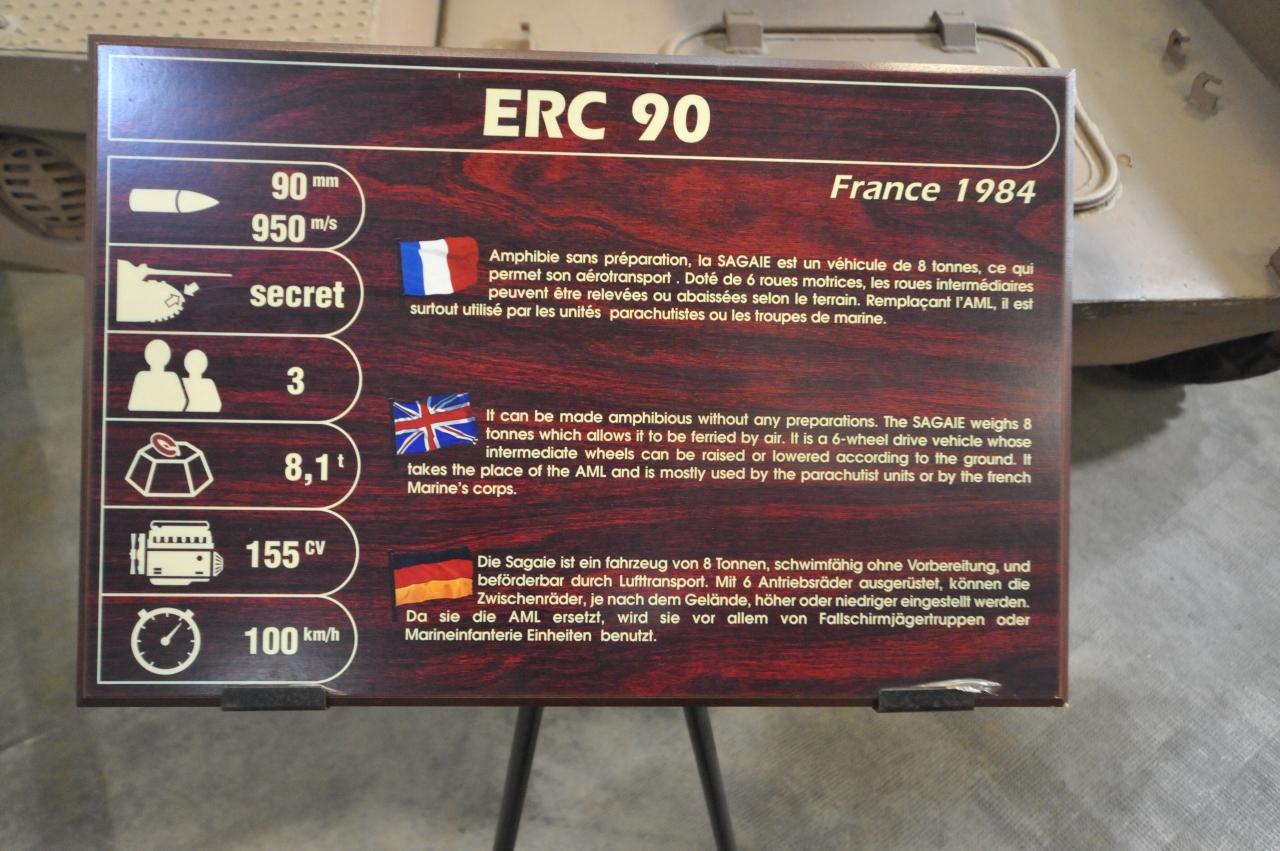 ERC 90
France 1984
90 mm
950 m/s
secret
3
8,1 t
155 CV
100 km/h
Amphibie sans préparation, la SAGAIE est un véhicule de 8 tonnes, ce qui
permet son aérotransport . Doté de 6 roues motrices, les roues intermédiaires
peuvent être relevées ou abaissées selon le terrain. Remplaçant l'AML, il est
surtout utilisé par les unités parachutistes ou les troupes de marine.
It can be made amphibious without any preparations. The SAGAIE weighs 8
tonnes which allows it to be ferried by air. It is a 6-wheel drive vehicle whose
intermediate wheels can be raised or lowered according to the ground. It
takes the place of the AML and is mostly used by the parachutist units or by the french
Marine's corps.
Die Sagaie ist ein fahrzeug von 8 Tonnen, schwimfähig ohne Vorbereitung, und
beförderbar durch Lufttransport. Mit 6 Antriebsräder ausgerüstet, können die
Zwischenräder, je nach dem Gelände, höher oder niedriger eingestellt werden.
Da sie die AML ersetzt, wird sie vor allem von Fallschirmjägertruppen oder
Marineinfanterie Einheiten benutzt.